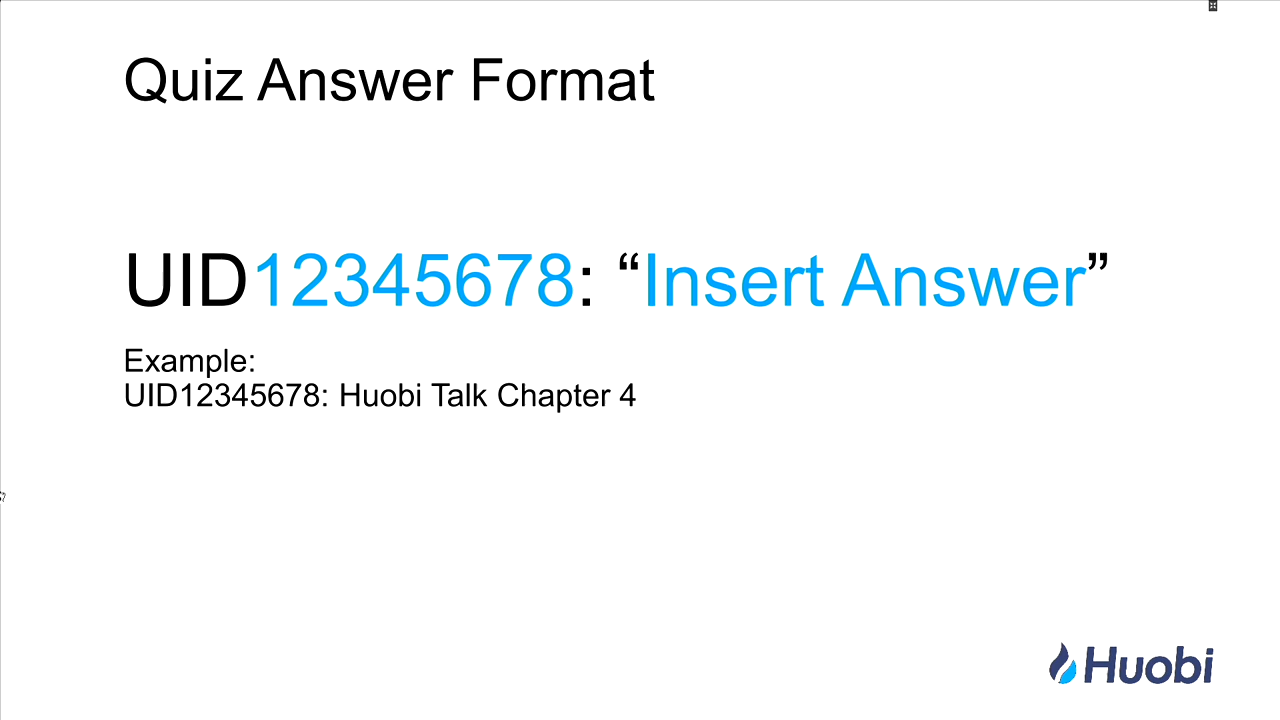 Quiz Answer Format
UID12345678: “Insert Answer”
Example:
UID12345678: Huobi Talk Chapter 4
Huobi